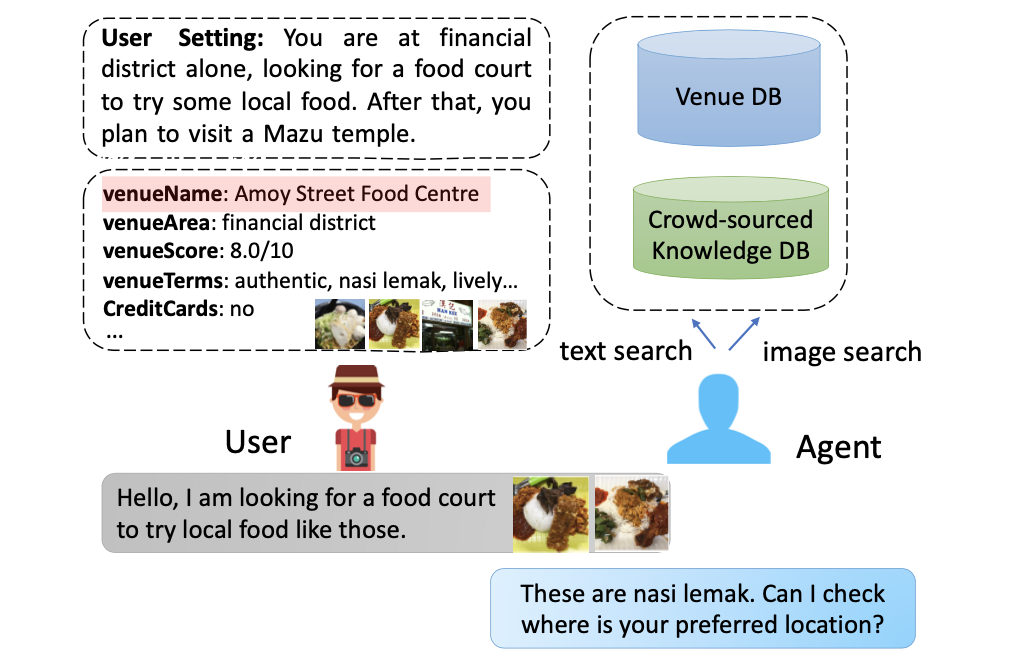 User Setting: You are at financial
district alone, looking for a food court
to try some local food. After that, you
plan to visit a Mazu temple.
venueName: Amoy Street Food Centre
venueArea: financial district
venueScore: 8.0/10
venueTerms: authentic, nasi lemak, lively...
CreditCards: no
...
Venue DB
Crowd-sourced
Knowledge DB
text search
image search
User
Agent
Hello, I am looking for a food court
to try local food like those.
These are nasi lemak. Can I check
where is your preferred location?